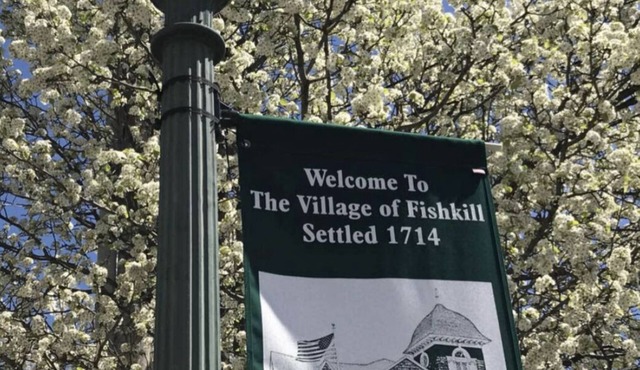 Welcome To
The Village of Fishkill
Settled 1714